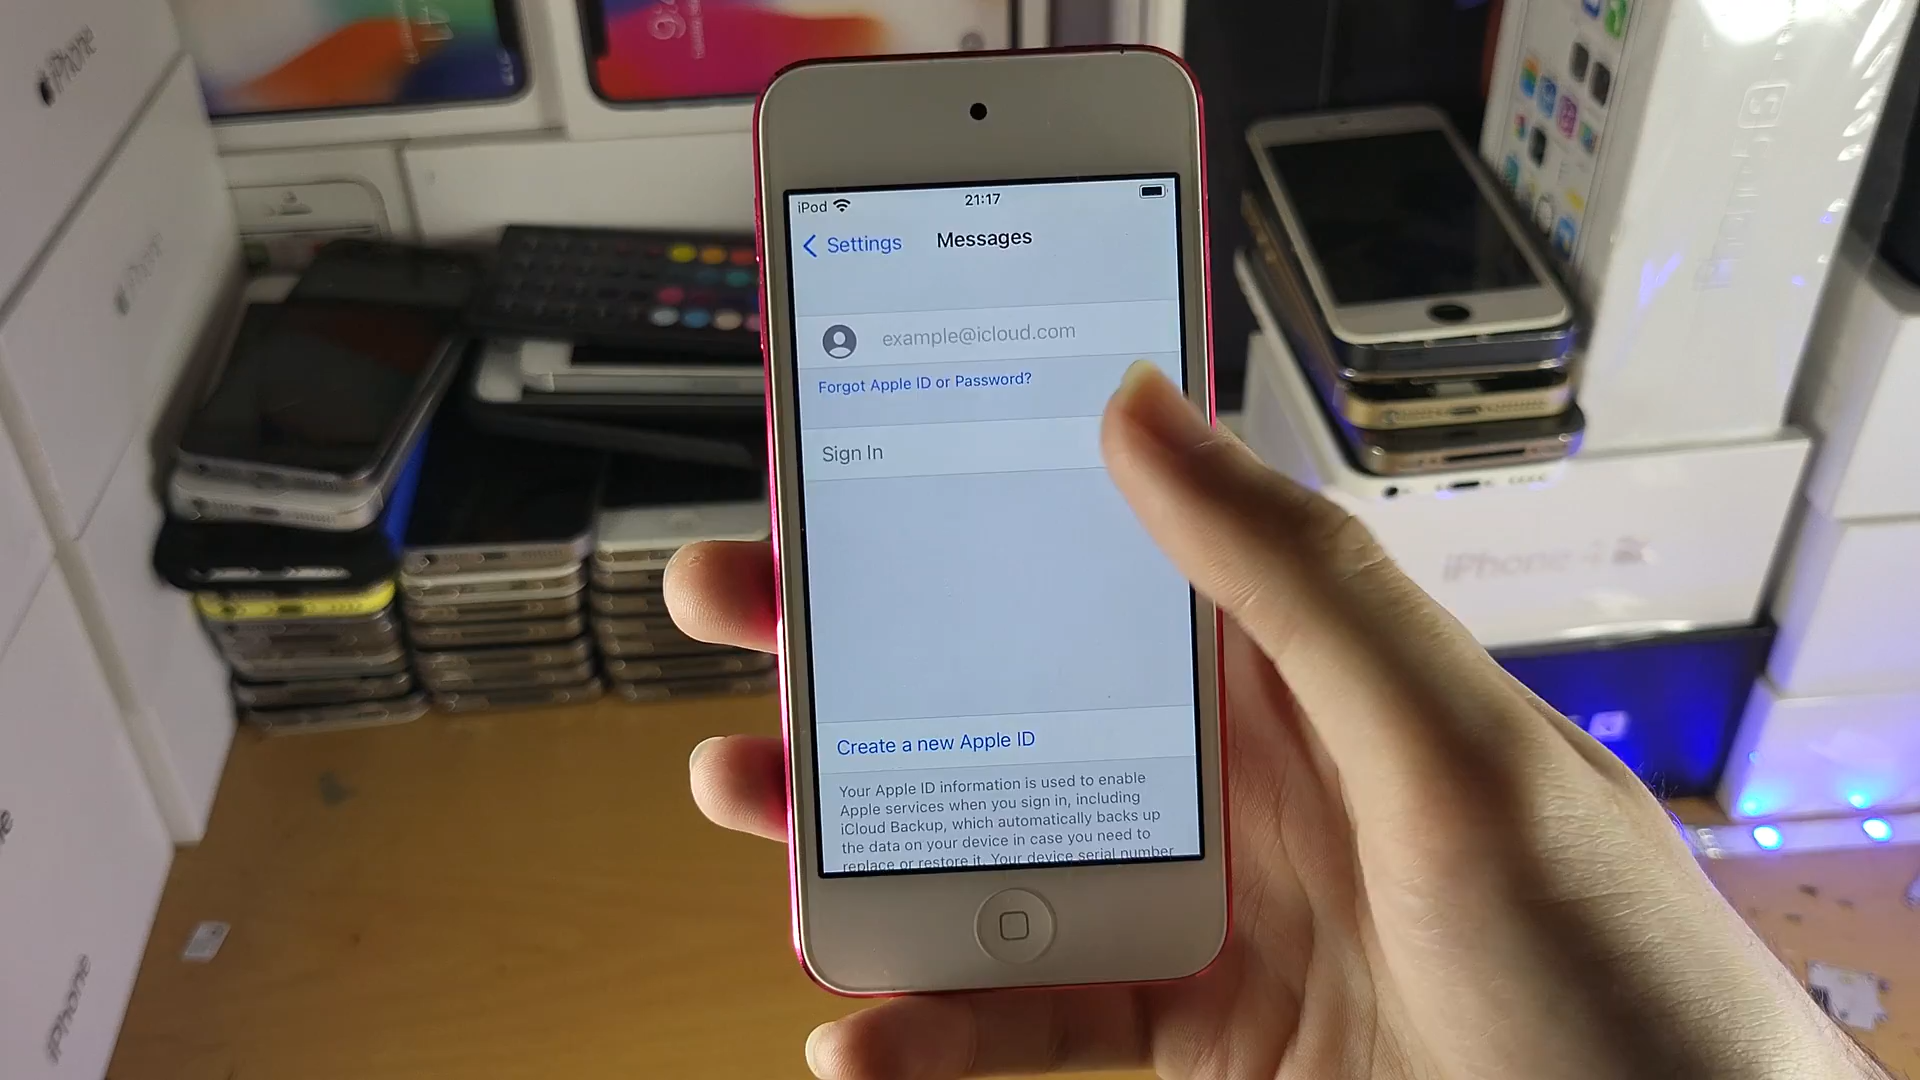 iPhone
iPhone
iPod
21:17
Settings
Messages
example@icloud.com
Forgot Apple ID or Password?
Sign In
Create a new Apple ID
Your Apple ID information is used to enable
Apple services when you sign in, including
iCloud Backup, which automatically backs up
the data on your device in case you need to
replace or restore it. Your device serial number
iPhone
iPhone